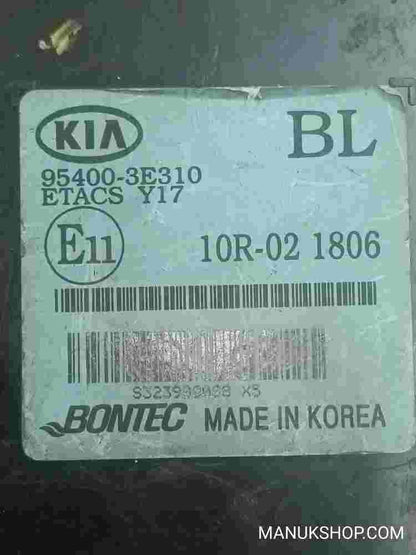 KIA BL
95400-3E310
ETACS Y17
E11 10R-02 1806
BONTEC MADE IN KOREA
MANUKSHOP.COM